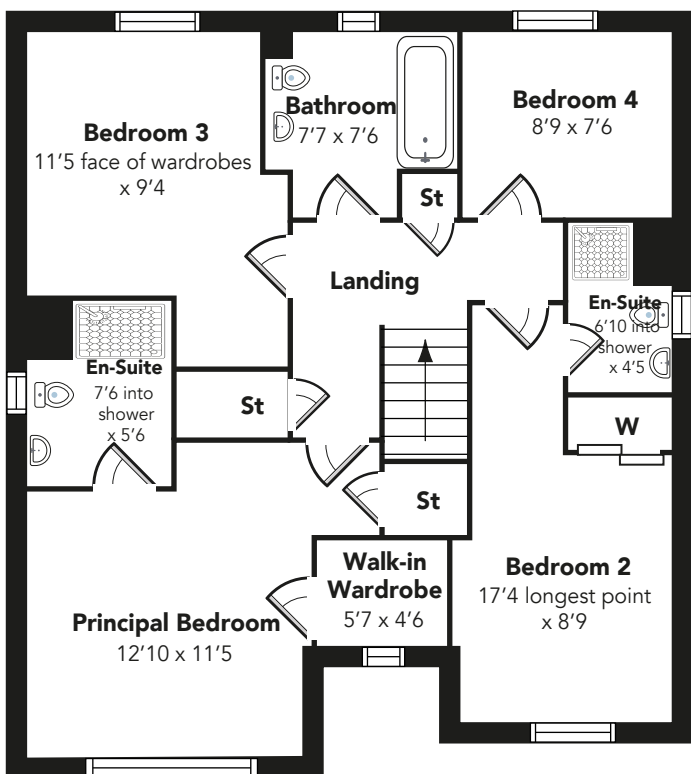 Bedroom 3
11'5 face of wardrobes
x 9'4
Bathroom
7'7 x 7'6
Bedroom 4
8'9 x 7'6
St
Landing
En-Suite
6'10 into
shower
x 4'5
En-Suite
7'6 into
shower
x 5'6
St
W
St
Walk-in
Wardrobe
5'7 x 4'6
Bedroom 2
17'4 longest point
x 8'9
Principal Bedroom
12'10 x 11'5